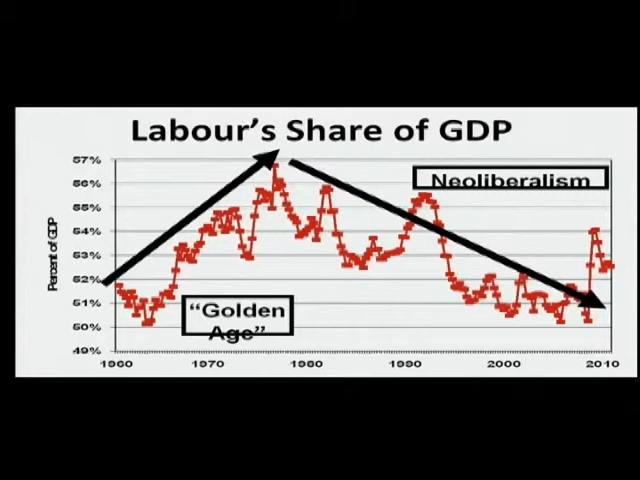 Labour's Share of GDP
57%
56%
55%
54%
53%
52%
51%
50%
49%
Percent of GDP
Neoliberalism
"Golden
Age"
1960 1970 1980 1990 2000 2010